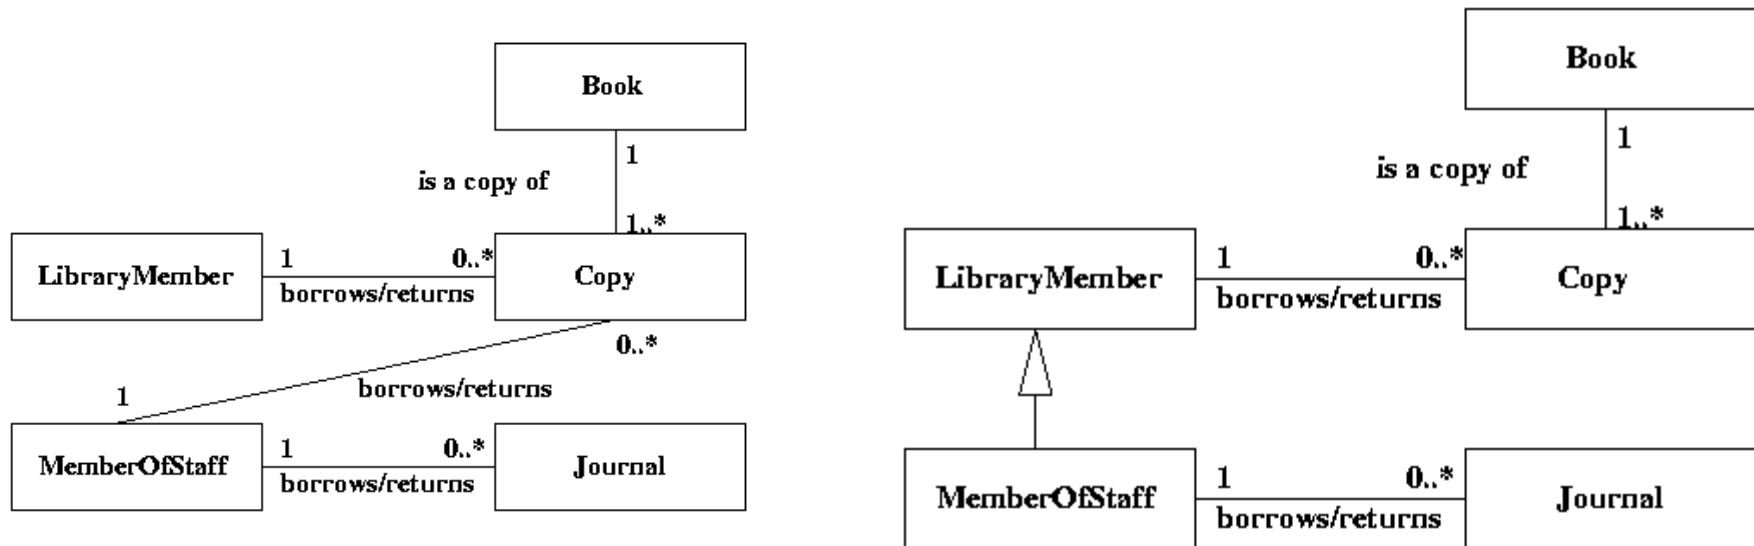 Book
1
is a copy of
1..*
LibraryMember
1
0..*
borrows/returns
Copy
0..*
borrows/returns
1
MemberOfStaff
1
0..*
borrows/returns
Journal
Book
1
is a copy of
1..*
LibraryMember
1
0..*
borrows/returns
Copy
MemberOfStaff
1
0..*
borrows/returns
Journal